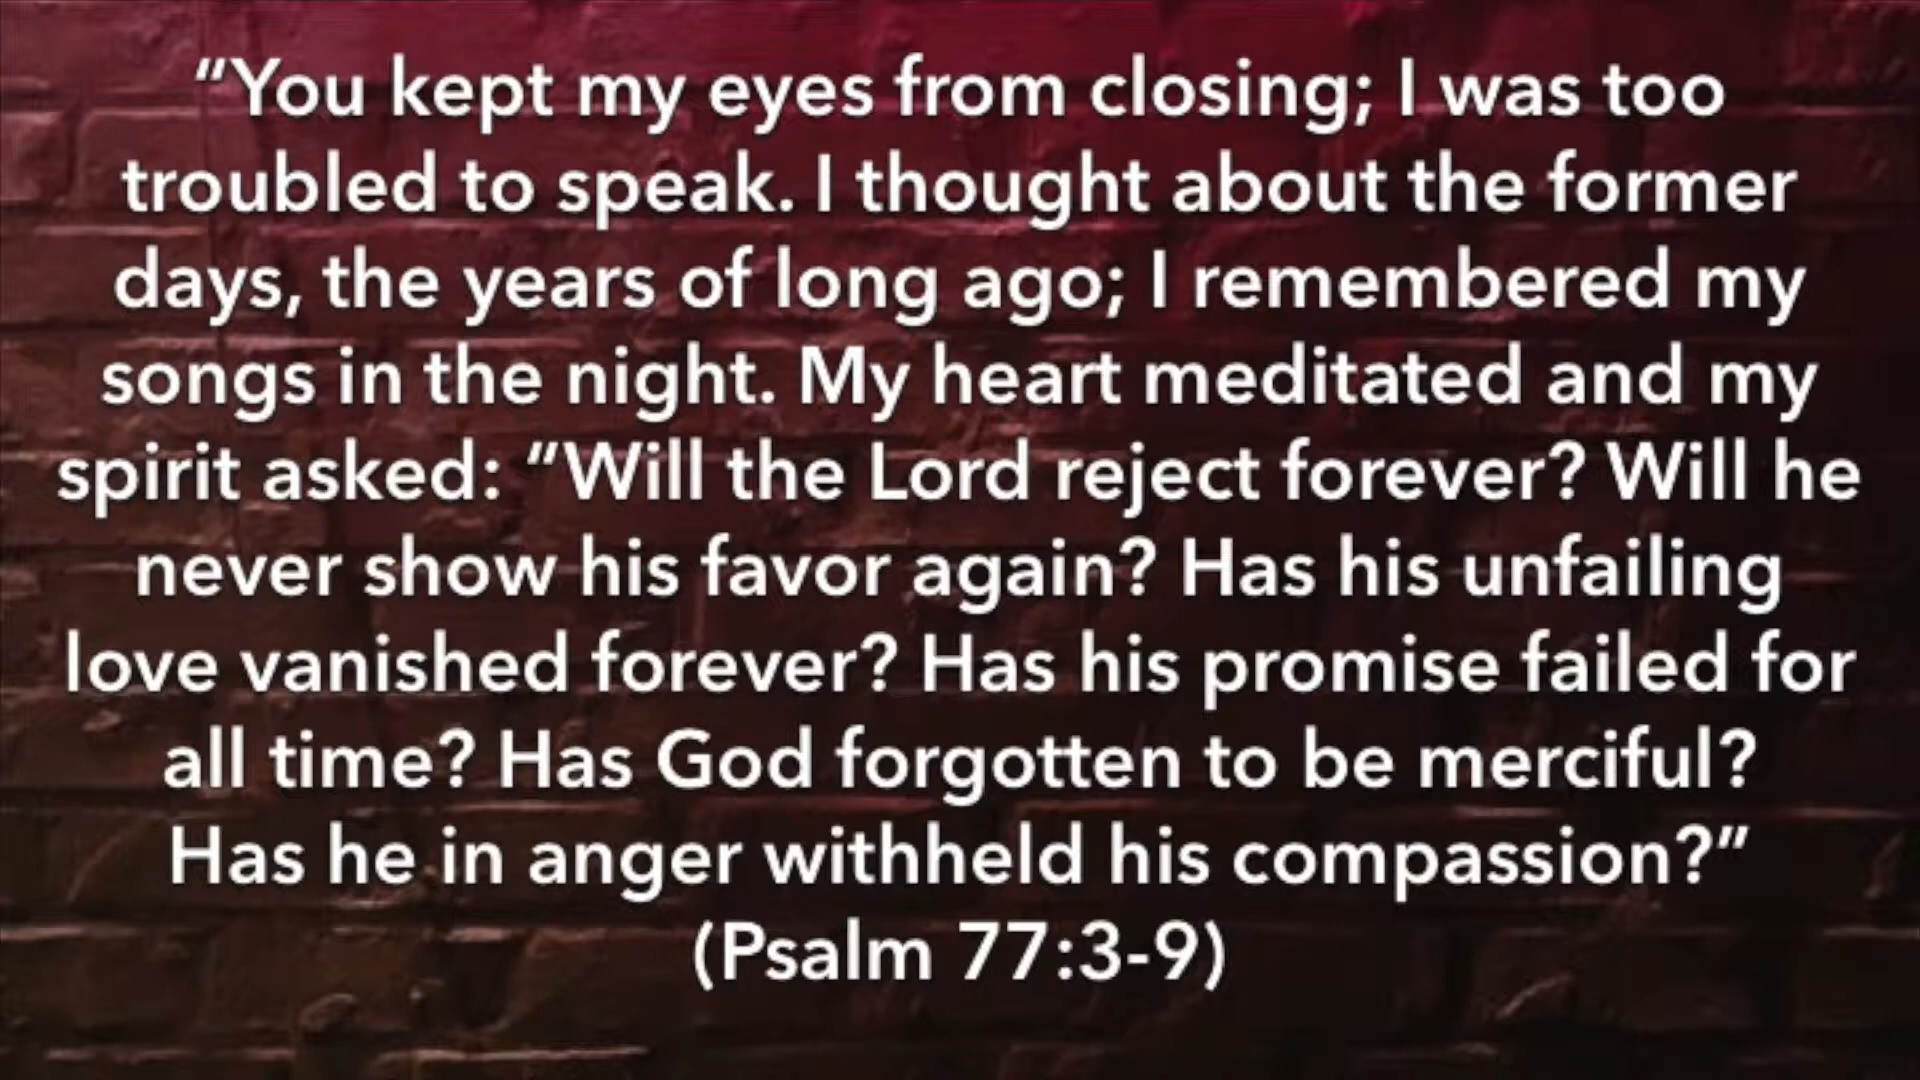 “You kept my eyes from closing; I was too
troubled to speak. I thought about the former
days, the years of long ago; I remembered my
songs in the night. My heart meditated and my
spirit asked: “Will the Lord reject forever? Will he
never show his favor again? Has his unfailing
love vanished forever? Has his promise failed for
all time? Has God forgotten to be merciful?
Has he in anger withheld his compassion?”
(Psalm 77:3-9)